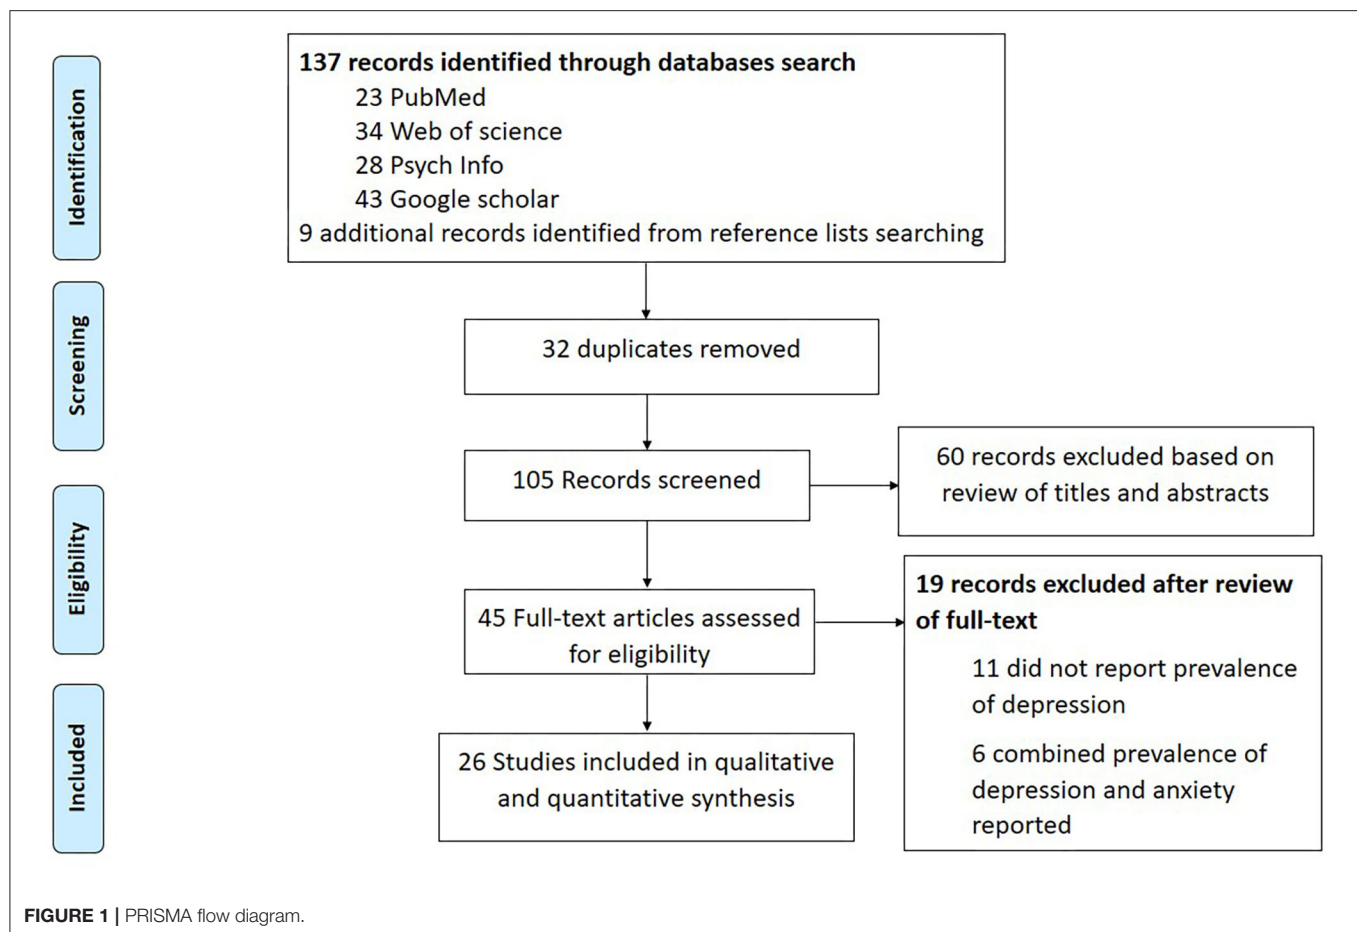 Identification
137 records identified through databases search
23 PubMed
34 Web of science
28 Psych Info
43 Google scholar
9 additional records identified from reference lists searching
Screening
32 duplicates removed
105 Records screened
60 records excluded based on
review of titles and abstracts
Eligibility
45 Full-text articles assessed
for eligibility
19 records excluded after review
of full-text
11 did not report prevalence
of depression
6 combined prevalence of
depression and anxiety
reported
Included
26 Studies included in qualitative
and quantitative synthesis
FIGURE 1 | PRISMA flow diagram.